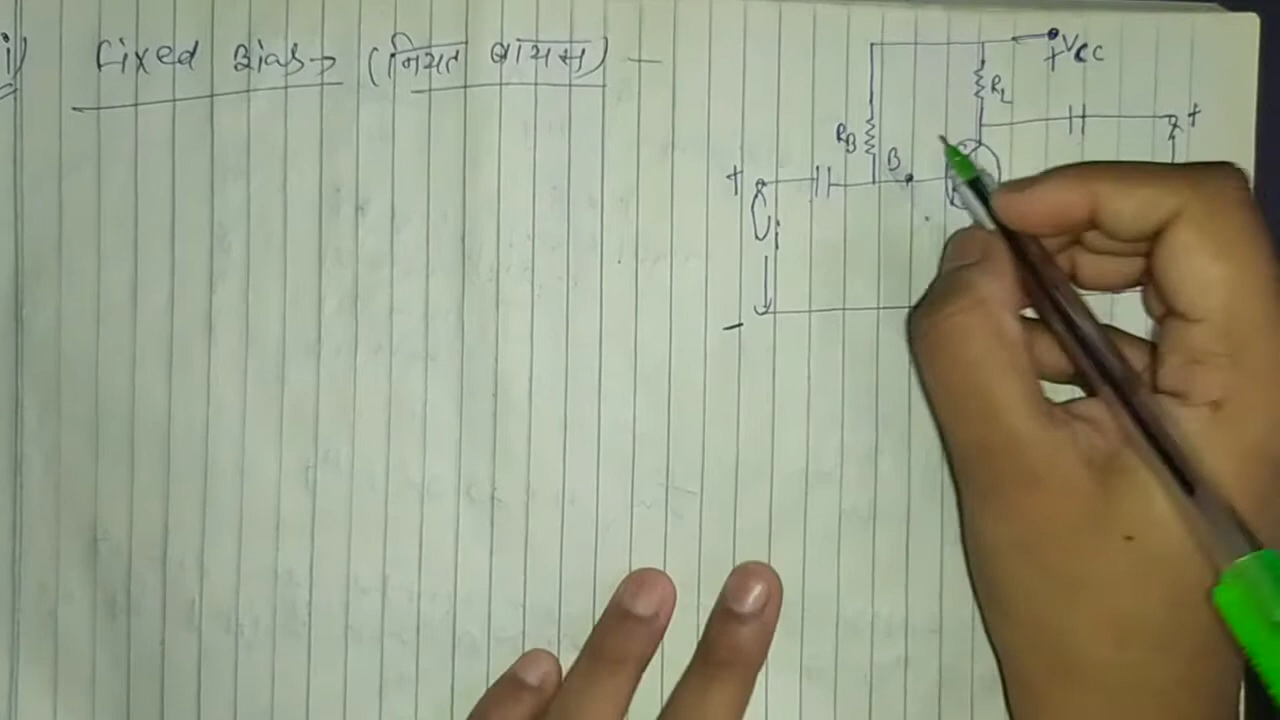 i) Fixed Bias → (नियत बायस) —
+VCC
RL
+
RB
B
+
i
-